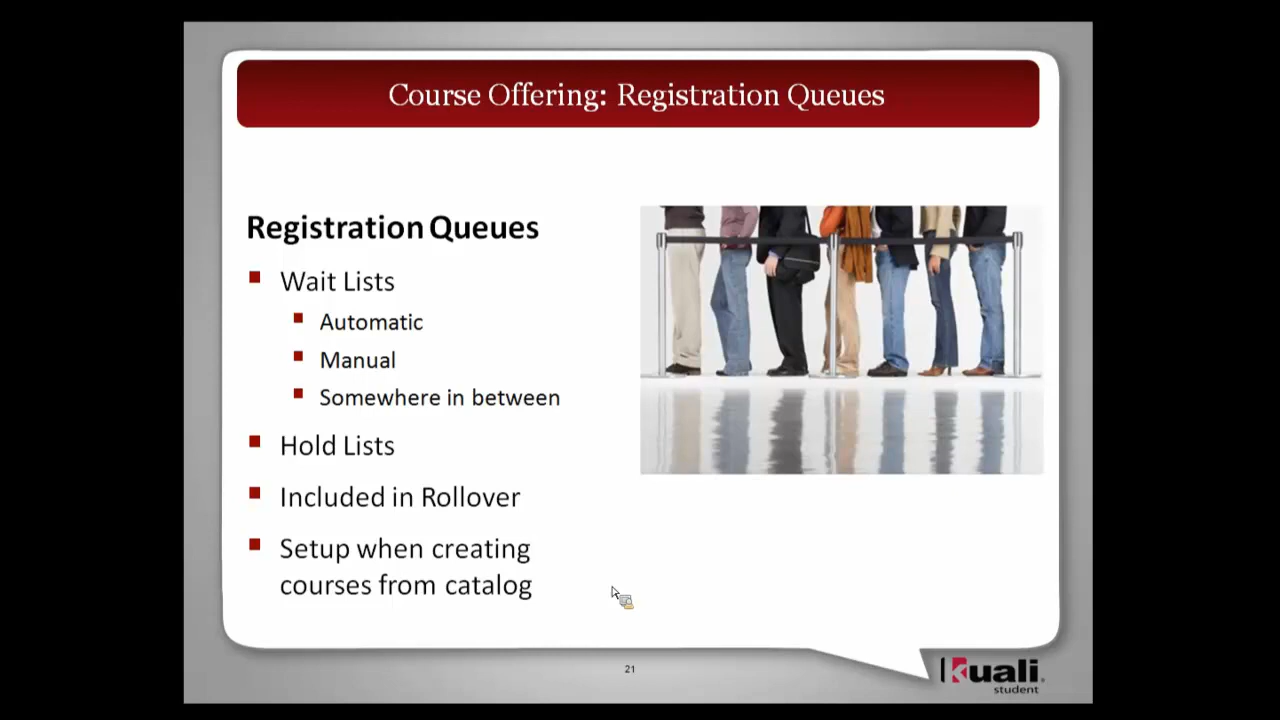 Course Offering: Registration Queues
Registration Queues
Wait Lists
Automatic
Manual
Somewhere in between
Hold Lists
Included in Rollover
Setup when creating
courses from catalog
21
kuali
student